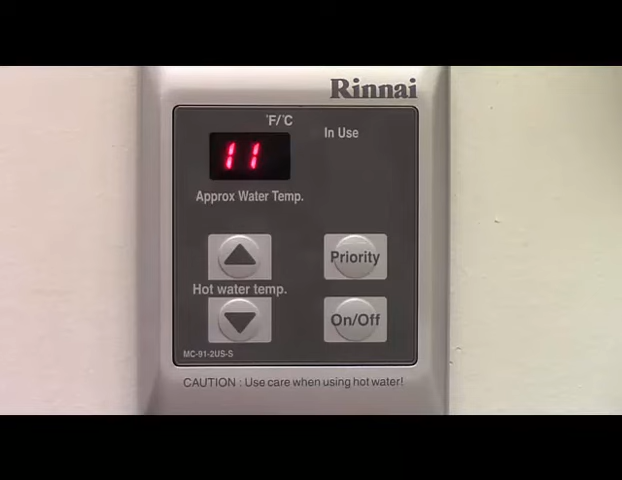 Rinnai
°F/°C
In Use
11
Approx Water Temp.
Priority
Hot water temp.
On/Off
MC-91-2US-S
CAUTION : Use care when using hot water!